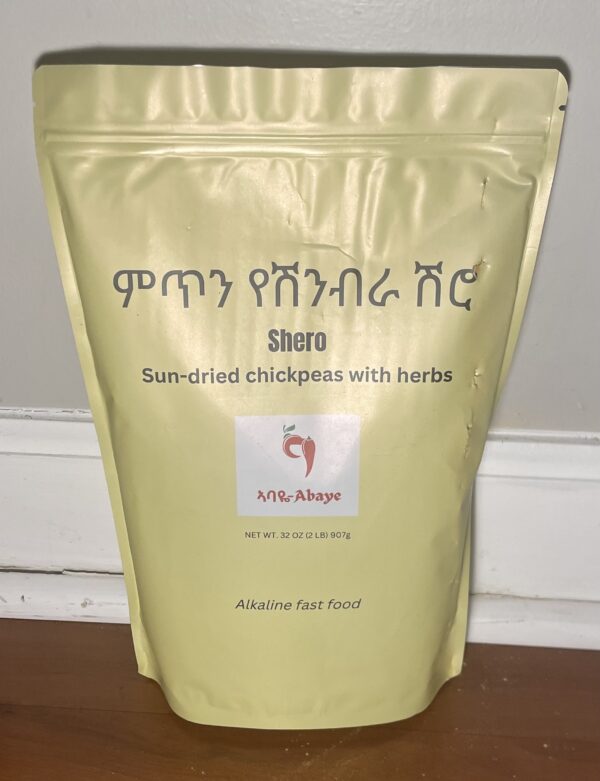 ምጥን የሽንብራ ሽሮ
Shero
Sun-dried chickpeas with herbs
ኣባዬ-Abaye
NET WT. 32 OZ (2 LB) 907g
Alkaline fast food